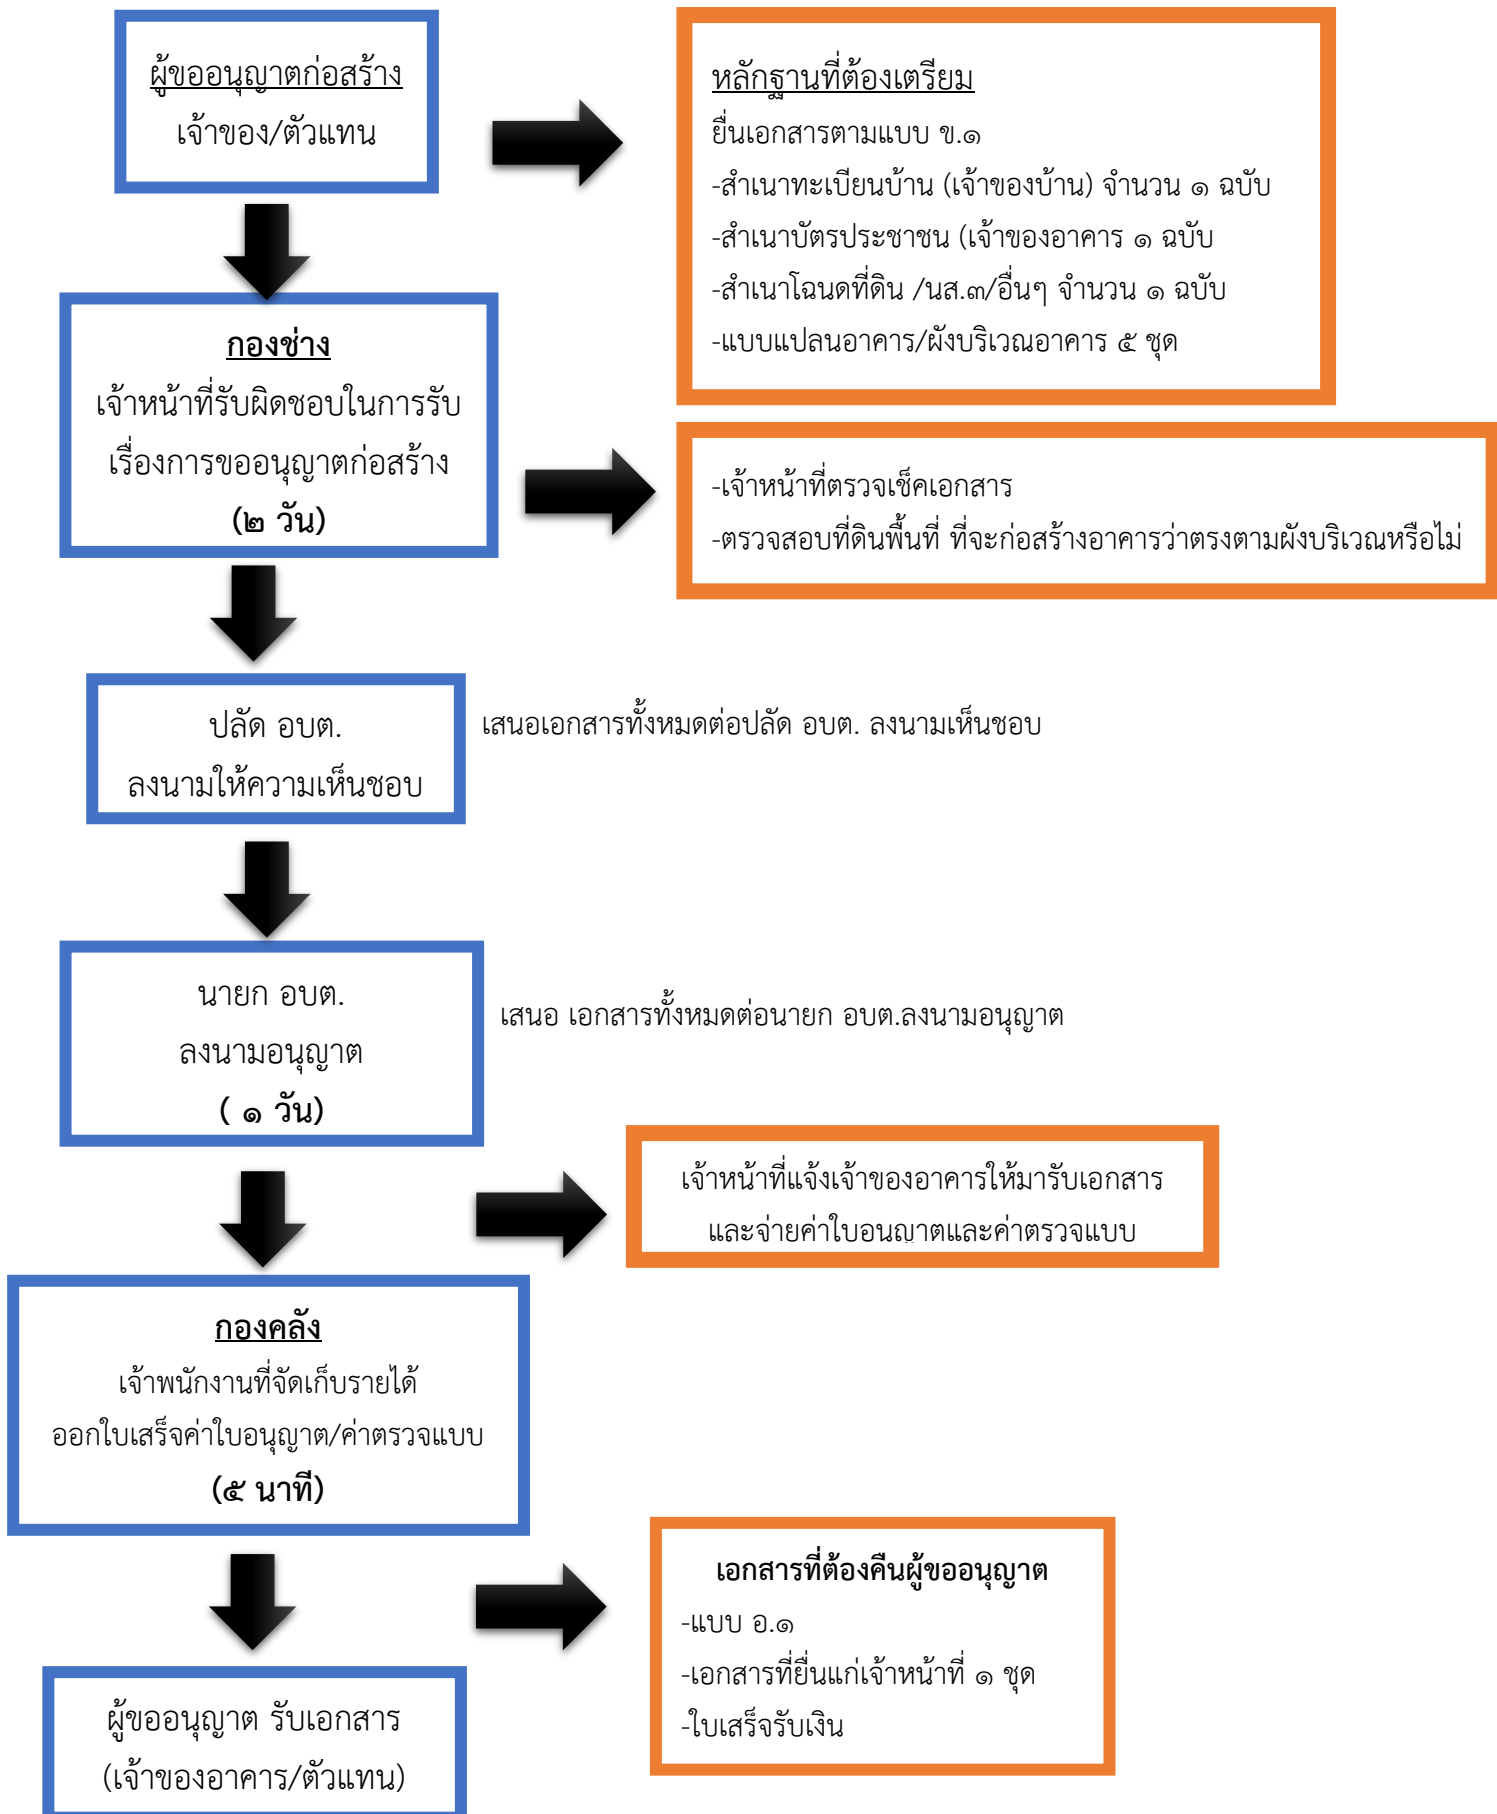 ผู้ขออนุญาตก่อสร้าง
เจ้าของ/ตัวแทน
หลักฐานที่ต้องเตรียม
ยื่นเอกสารตามแบบ ข.๑
-สำเนาทะเบียนบ้าน (เจ้าของบ้าน) จำนวน ๑ ฉบับ
-สำเนาบัตรประชาชน (เจ้าของอาคาร ๑ ฉบับ
-สำเนาโฉนดที่ดิน /นส.๓/อื่นๆ จำนวน ๑ ฉบับ
-แบบแปลนอาคาร/ผังบริเวณอาคาร ๕ ชุด
กองช่าง
เจ้าหน้าที่รับผิดชอบในการรับ
เรื่องการขออนุญาตก่อสร้าง
(๒ วัน)
-เจ้าหน้าที่ตรวจเช็คเอกสาร
-ตรวจสอบที่ดินพื้นที่ ที่จะก่อสร้างอาคารว่าตรงตามผังบริเวณหรือไม่
ปลัด อบต.
ลงนามให้ความเห็นชอบ
เสนอเอกสารทั้งหมดต่อปลัด อบต. ลงนามเห็นชอบ
นายก อบต.
ลงนามอนุญาต
( ๑ วัน)
เสนอ เอกสารทั้งหมดต่อนายก อบต.ลงนามอนุญาต
เจ้าหน้าที่แจ้งเจ้าของอาคารให้มารับเอกสาร
และจ่ายค่าใบอนุญาตและค่าตรวจแบบ
กองคลัง
เจ้าพนักงานที่จัดเก็บรายได้
ออกใบเสร็จค่าใบอนุญาต/ค่าตรวจแบบ
(๕ นาที)
เอกสารที่ต้องคืนผู้ขออนุญาต
-แบบ อ.๑
-เอกสารที่ยื่นแก่เจ้าหน้าที่ ๑ ชุด
-ใบเสร็จรับเงิน
ผู้ขออนุญาต รับเอกสาร
(เจ้าของอาคาร/ตัวแทน)